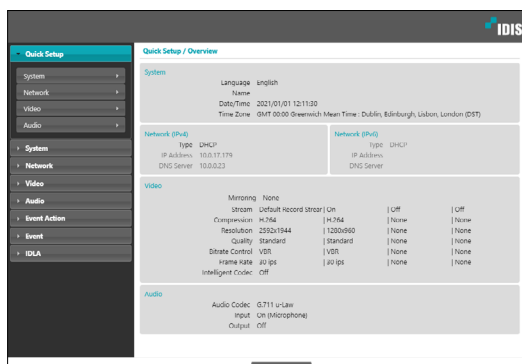 IDIS
Quick Setup
System
Network
Video
Audio
System
Network
Video
Audio
Event Action
Event
IDLA
Quick Setup / Overview
System
Language English
Name
Date/Time 2021/01/01 12:11:30
Time Zone GMT 00:00 Greenwich Mean Time : Dublin, Edinburgh, Lisbon, London (DST)
Network (IPv4)
Type DHCP
IP Address 10.0.17.179
DNS Server 10.0.0.23
Network (IPv6)
Type DHCP
IP Address
DNS Server
Video
Mirroring None
Stream Default Record Strear | On | Off | Off
Compression H.264 | H.264 | None | None
Resolution 2592x1944 | 1280x960 | None | None
Quality Standard | Standard | None | None
Bitrate Control VBR | VBR | None | None
Frame Rate 30 ips | 30 ips | None | None
Intelligent Codec Off
Audio
Audio Codec G.711 u-Law
Input On (Microphone)
Output Off